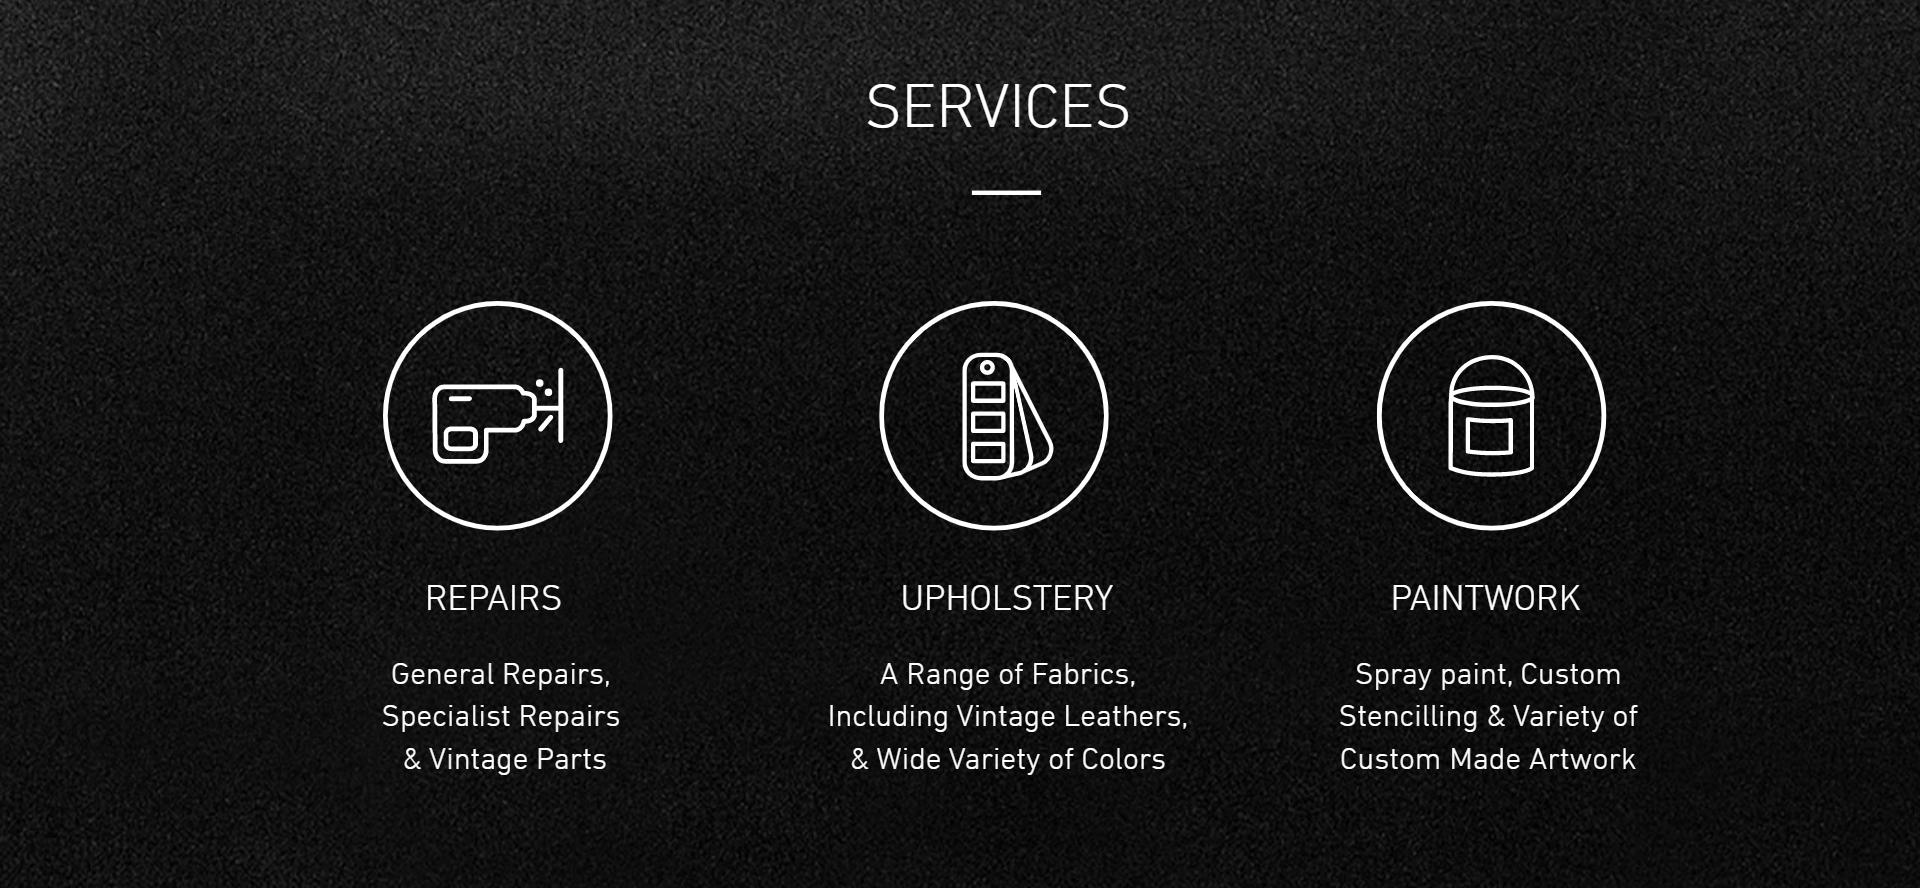 SERVICES
REPAIRS
General Repairs,
Specialist Repairs
& Vintage Parts
UPHOLSTERY
A Range of Fabrics,
Including Vintage Leathers,
& Wide Variety of Colors
PAINTWORK
Spray paint, Custom
Stencilling & Variety of
Custom Made Artwork